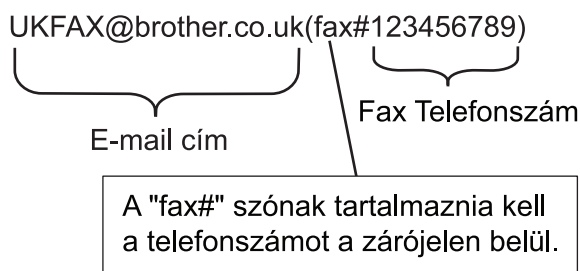 UKFAX@brother.co.uk(fax#123456789)
E-mail cím
Fax Telefonszám
A "fax#" szónak tartalmaznia kell
a telefonszámot a zárójelen belül.